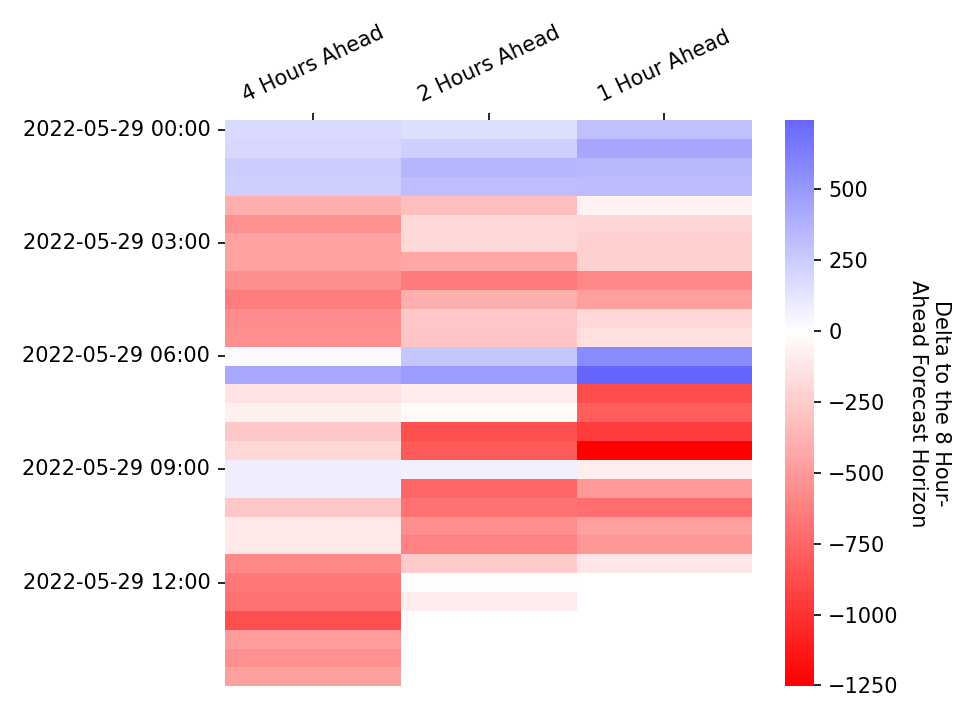 4 Hours Ahead
2 Hours Ahead
1 Hour Ahead
2022-05-29 00:00
2022-05-29 03:00
2022-05-29 06:00
2022-05-29 09:00
2022-05-29 12:00
500
250
0
−250
−500
−750
−1000
−1250
Delta to the 8 Hour-
Ahead Forecast Horizon